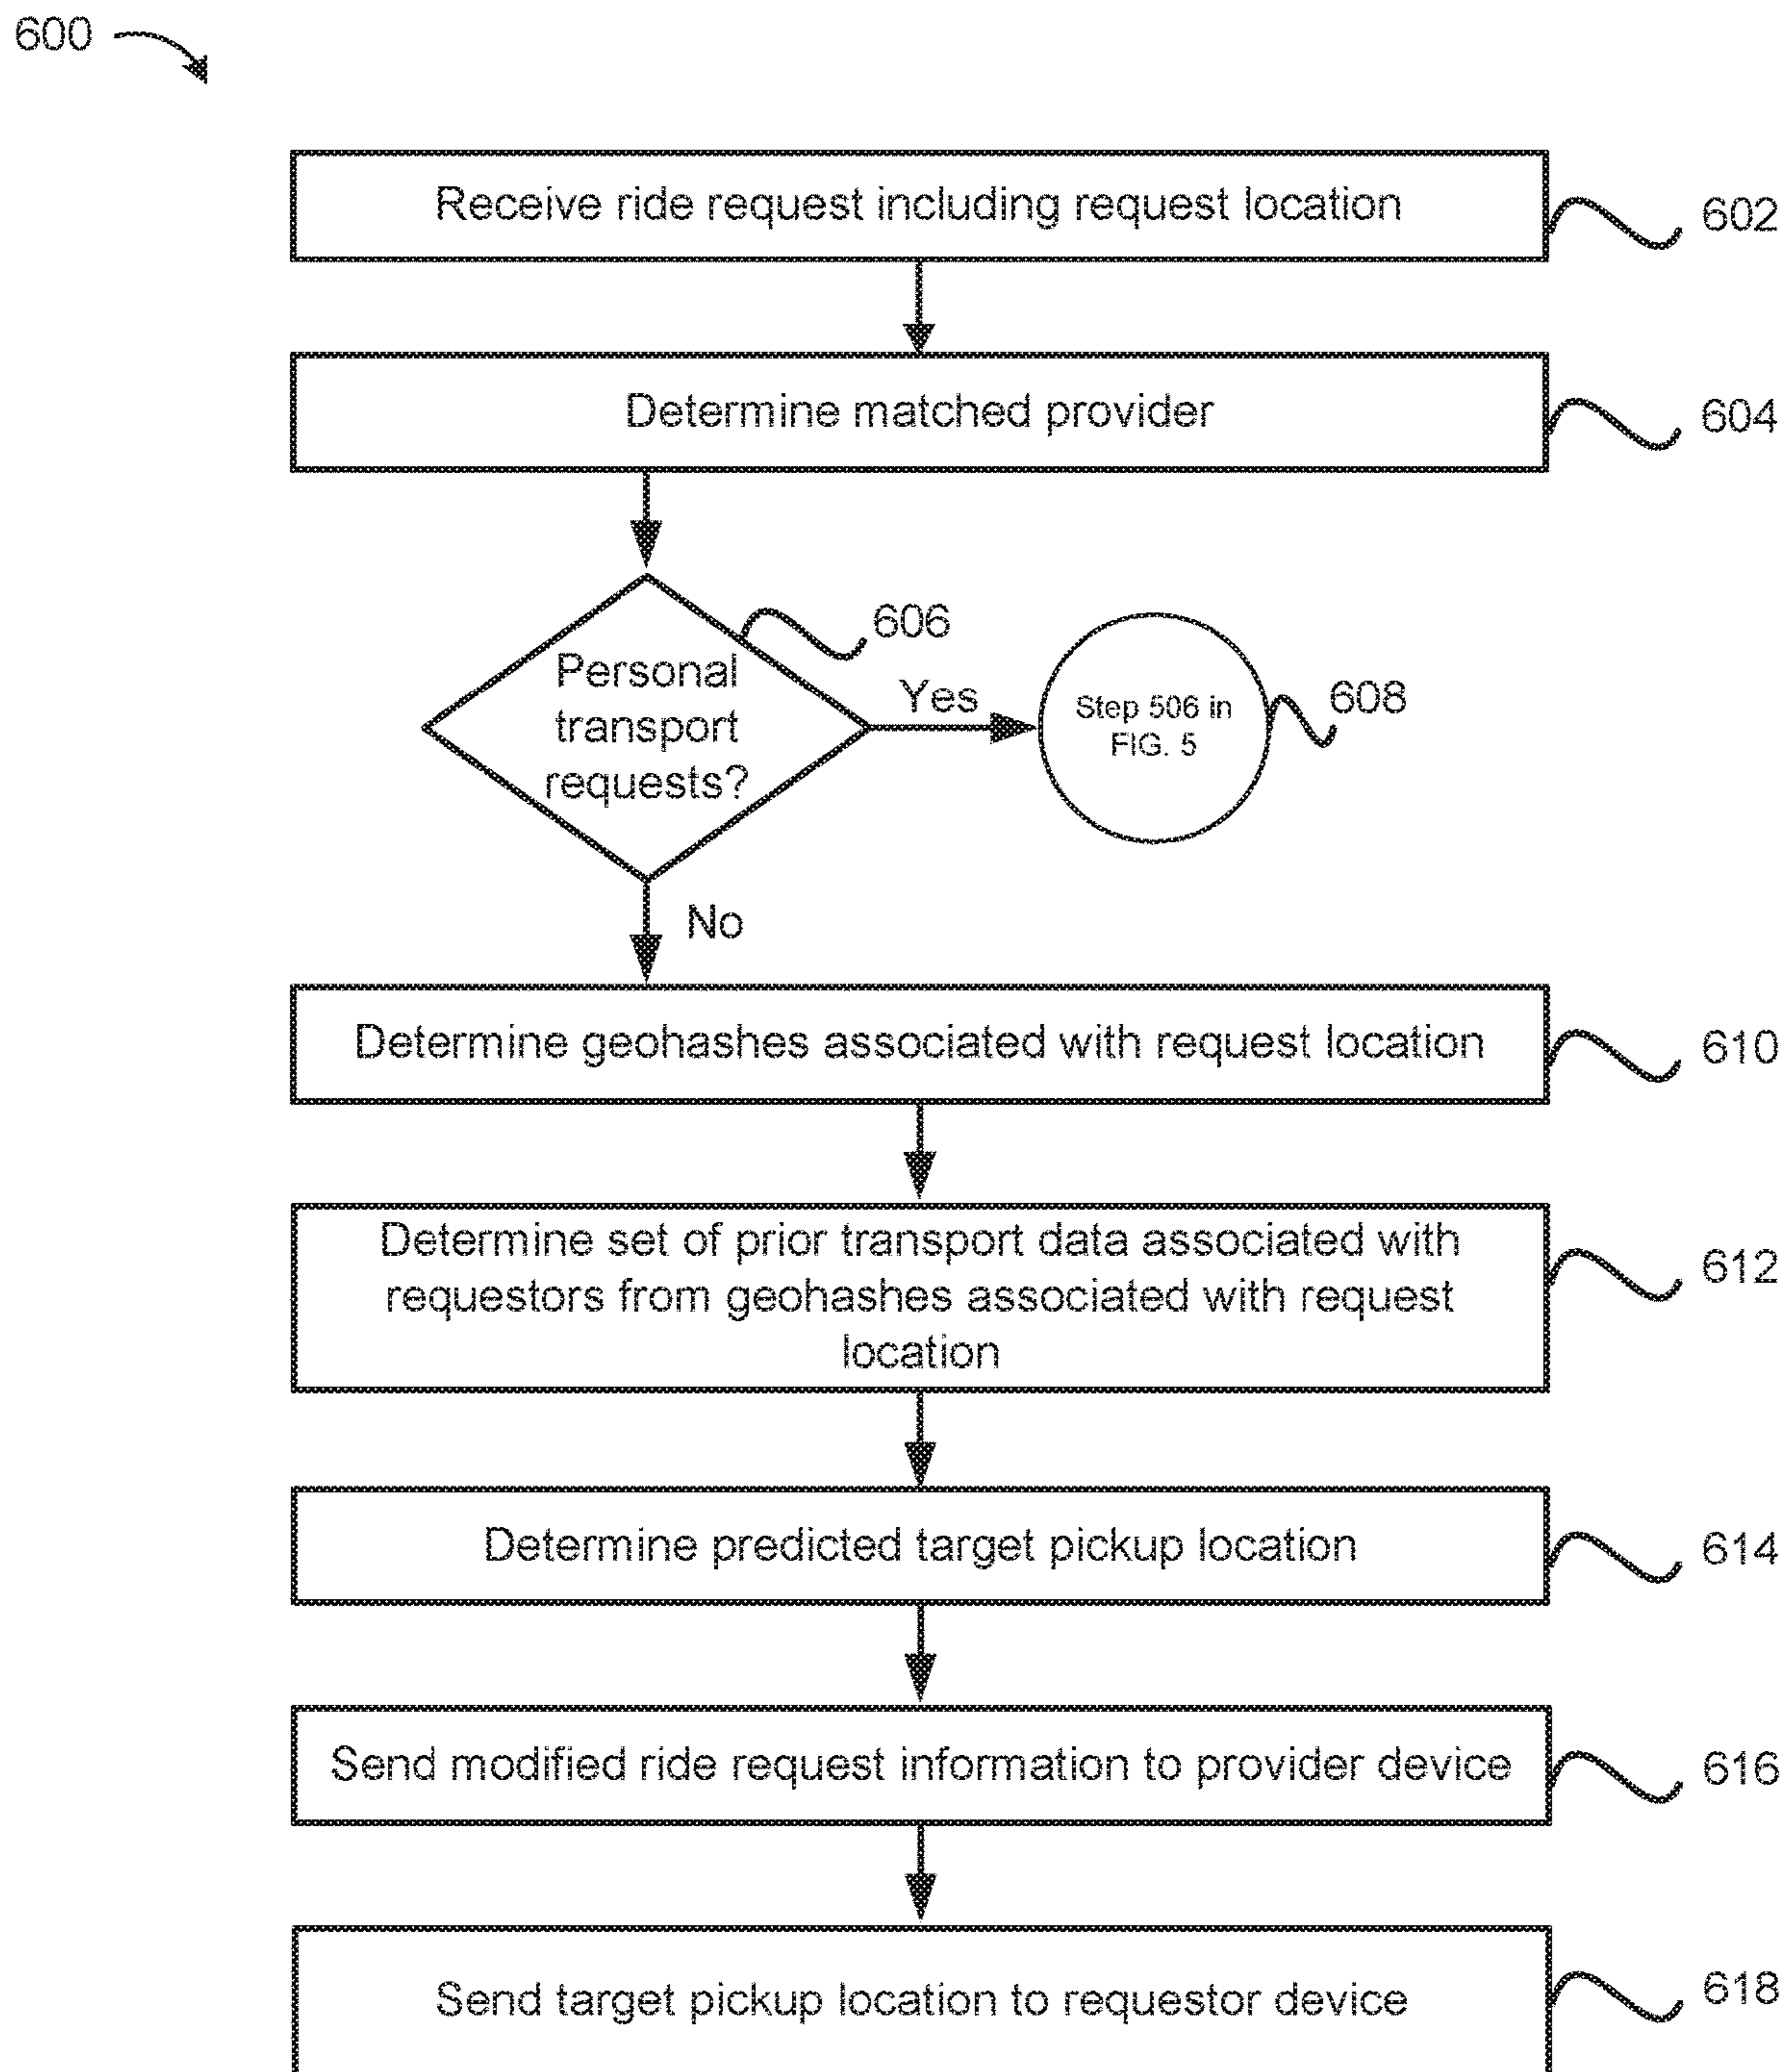 600
Receive ride request including request location
602
Determine matched provider
604
606
Personal
transport
requests?
Yes
Step 506 in
FIG. 5
608
No
Determine geohashes associated with request location
610
Determine set of prior transport data associated with
requestors from geohashes associated with request
location
612
Determine predicted target pickup location
614
Send modified ride request information to provider device
616
Send target pickup location to requestor device
618